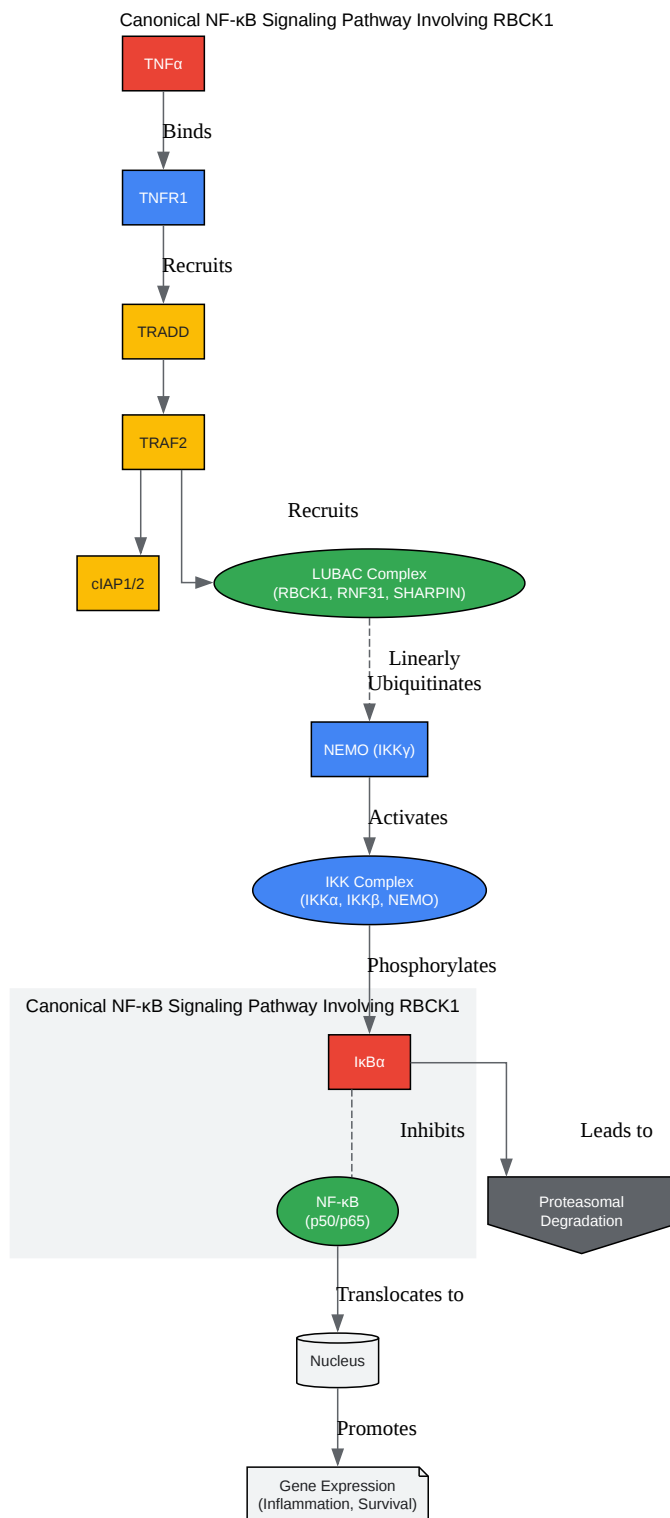 Canonical NF-κB Signaling Pathway Involving RBCK1
TNFα
Binds
TNFR1
Recruits
TRADD
TRAF2
Recruits
cIAP1/2
LUBAC Complex
(RBCK1, RNF31, SHARPIN)
Linearly
Ubiquitinates
NEMO (IKKγ)
Activates
IKK Complex
(IKKα, IKKβ, NEMO)
Phosphorylates
Canonical NF-κB Signaling Pathway Involving RBCK1
IκBα
Inhibits
Leads to
NF-κB
(p50/p65)
Proteasomal
Degradation
Translocates to
Nucleus
Promotes
Gene Expression
(Inflammation, Survival)